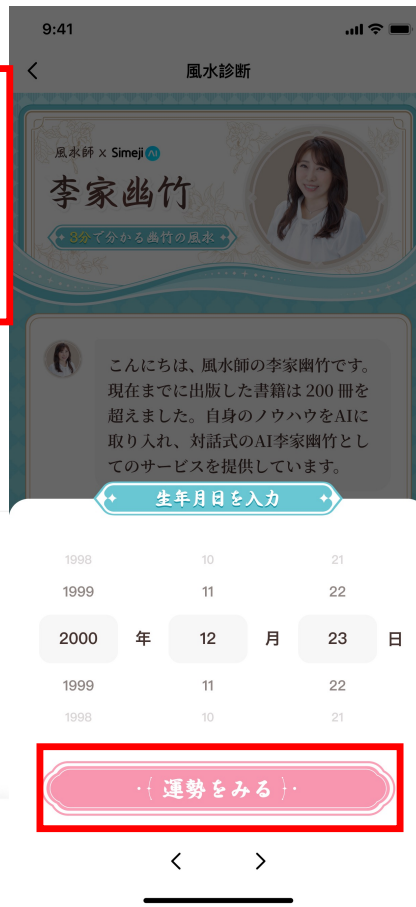 9:41
風水診断
風水師 x Simeji AI
李家幽竹
3分で分かる幽竹の風水
こんにちは、風水師の李家幽竹です。
現在までに出版した書籍は 200 冊を
超えました。自身のノウハウをAIに
取り入れ、対話式のAI李家幽竹とし
てのサービスを提供しています。
生年月日を入力
1998 10 21
1999 11 22
2000 年 12 月 23 日
1999 11 22
1998 10 21
運勢をみる